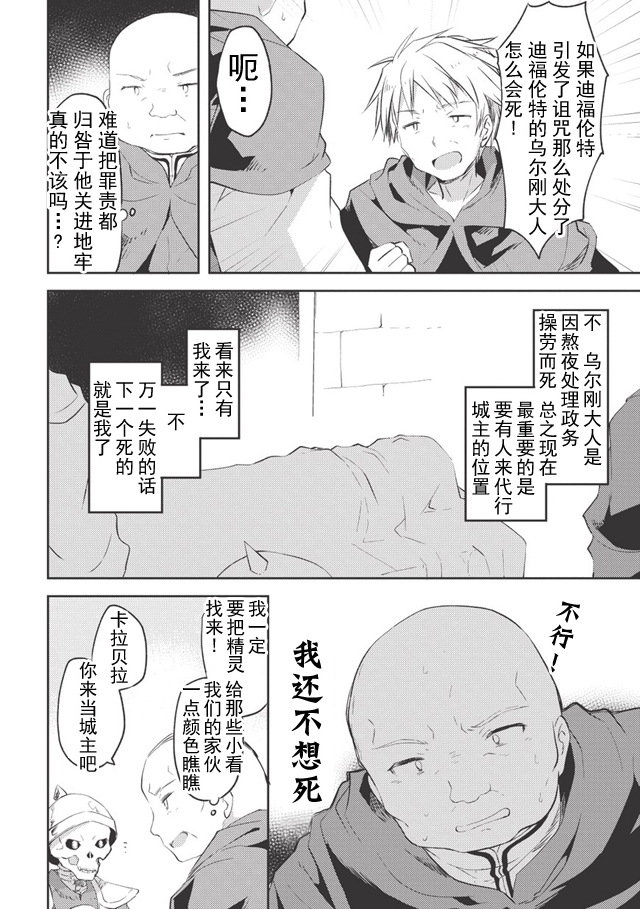 如果迪福伦特
引发了诅咒那么处分了
迪福伦特的乌尔刚大人
怎么会死！
呃…
难道把罪责都
归咎于他关进地牢
真的不该吗…?
不 乌尔刚大人是
因熬夜处理政务
操劳而死
总之现在
最重要的是
要有人来代行
城主的位置
看来只有
我来了…
不
万一失败的话
下一个死的
就是我了
不行！
我还不想死
我一定
要把精灵
找来！
给那些小看
我们的家伙
一点颜色瞧瞧
卡拉贝拉
你来当城主吧